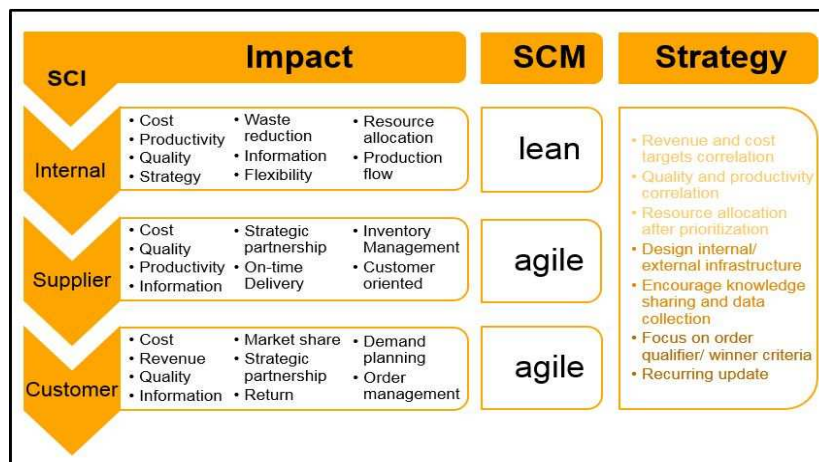 SCI
Impact
SCM
Strategy
Internal
• Cost
• Productivity
• Quality
• Strategy
• Waste
reduction
• Information
• Flexibility
• Resource
allocation
• Production
flow
lean
Supplier
• Cost
• Quality
• Productivity
• Information
• Strategic
partnership
• On-time
Delivery
• Inventory
Management
• Customer
oriented
agile
Customer
• Cost
• Revenue
• Quality
• Information
• Market share
• Strategic
partnership
• Return
• Demand
planning
• Order
management
agile
• Revenue and cost
targets correlation
• Quality and productivity
correlation
• Resource allocation
after prioritization
• Design internal/
external infrastructure
• Encourage knowledge
sharing and data
collection
• Focus on order
qualifier/ winner criteria
• Recurring update